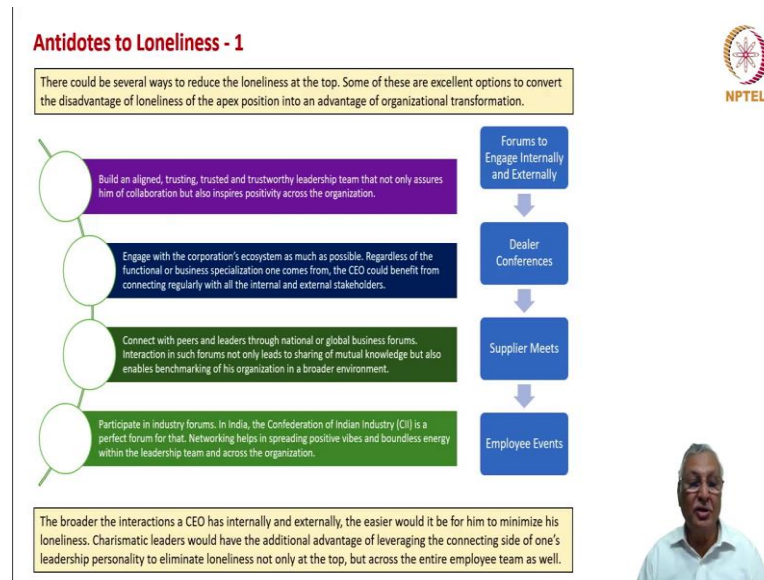 Antidotes to Loneliness - 1
NPTEL
There could be several ways to reduce the loneliness at the top. Some of these are excellent options to convert
the disadvantage of loneliness of the apex position into an advantage of organizational transformation.
Build an aligned, trusting, trusted and trustworthy leadership team that not only assures
him of collaboration but also inspires positivity across the organization.
Engage with the corporation's ecosystem as much as possible. Regardless of the
functional or business specialization one comes from, the CEO could benefit from
connecting regularly with all the internal and external stakeholders.
Connect with peers and leaders through national or global business forums.
Interaction in such forums not only leads to sharing of mutual knowledge but also
enables benchmarking of his organization in a broader environment.
Participate in industry forums. In India, the Confederation of Indian Industry (CII) is a
perfect forum for that. Networking helps in spreading positive vibes and boundless energy
within the leadership team and across the organization.
Forums to
Engage Internally
and Externally
Dealer
Conferences
Supplier Meets
Employee Events
The broader the interactions a CEO has internally and externally, the easier would it be for him to minimize his
loneliness. Charismatic leaders would have the additional advantage of leveraging the connecting side of one's
leadership personality to eliminate loneliness not only at the top, but across the entire employee team as well.